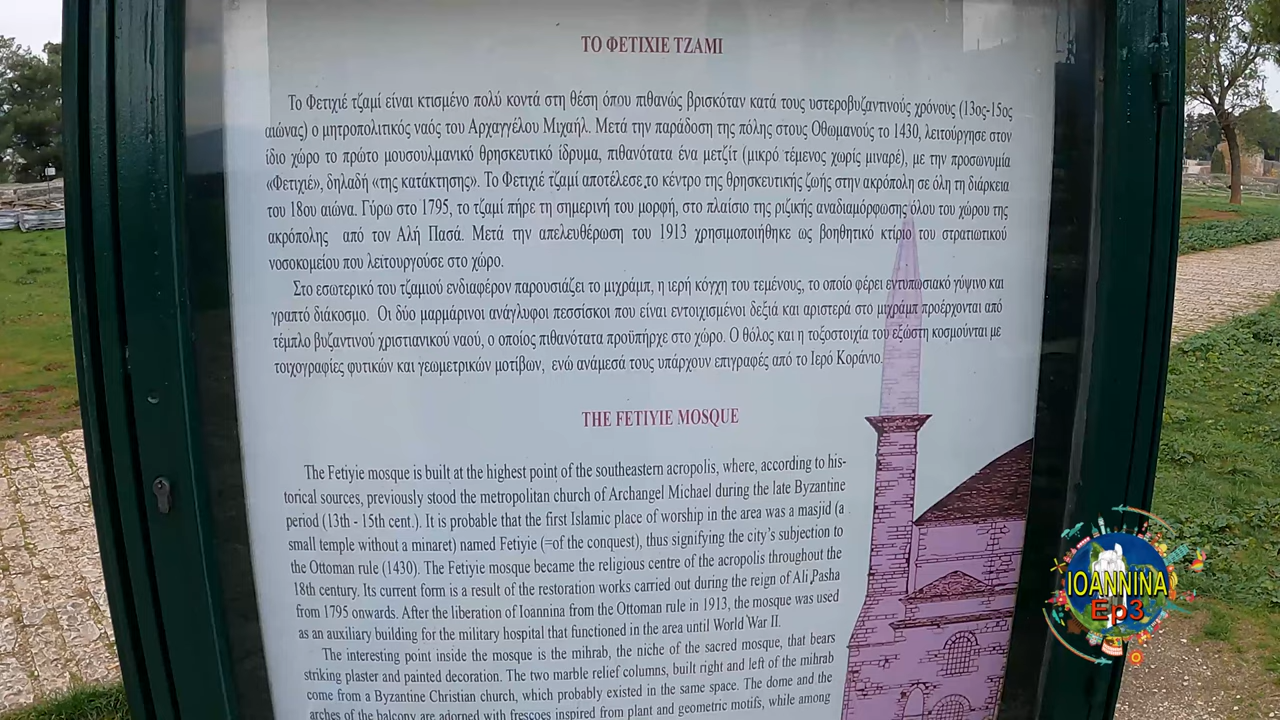 ΤΟ ΦΕΤΙΧΙΕ ΤΖΑΜΙ
Το Φετιχιέ τζαμί είναι κτισμένο πολύ κοντά στη θέση όπου πιθανώς βρισκόταν κατά τους υστεροβυζαντινούς χρόνους (13ος-15ος
αιώνας) ο μητροπολιτικός ναός του Αρχαγγέλου Μιχαήλ. Μετά την παράδοση της πόλης στους Οθωμανούς το 1430, λειτούργησε στον
ίδιο χώρο το πρώτο μουσουλμανικό θρησκευτικό ίδρυμα, πιθανότατα ένα μετζίτ (μικρό τέμενος χωρίς μιναρέ), με την προσωνυμία
«Φετιχιέ», δηλαδή «της κατάκτησης». Το Φετιχιέ τζαμί αποτέλεσε το κέντρο της θρησκευτικής ζωής στην ακρόπολη σε όλη τη διάρκεια
του 18ου αιώνα. Γύρω στο 1795, το τζαμί πήρε τη σημερινή του μορφή, στο πλαίσιο της ριζικής αναδιαμόρφωσης όλου του χώρου της
ακρόπολης από τον Αλή Πασά. Μετά την απελευθέρωση του 1913 χρησιμοποιήθηκε ως βοηθητικό κτίριο του στρατιωτικού
νοσοκομείου που λειτουργούσε στο χώρο.
Στο εσωτερικό του τζαμιού ενδιαφέρον παρουσιάζει το μιχράμπ, η ιερή κόγχη του τεμένους, το οποίο φέρει εντυπωσιακό γύψινο και
γραπτό διάκοσμο. Οι δύο μαρμάρινοι ανάγλυφοι πεσσίσκοι που είναι εντοιχισμένοι δεξιά και αριστερά στο μιχράμπ προέρχονται από
τέμπλο βυζαντινού χριστιανικού ναού, ο οποίος πιθανότατα προϋπήρχε στο χώρο. Ο θόλος και η τοξοστοιχία του εξώστη κοσμούνται με
τοιχογραφίες φυτικών και γεωμετρικών μοτίβων, ενώ ανάμεσά τους υπάρχουν επιγραφές από το Ιερό Κοράνιο.
THE FETIYIE MOSQUE
The Fetiyie mosque is built at the highest point of the southeastern acropolis, where, according to his-
torical sources, previously stood the metropolitan church of Archangel Michael during the late Byzantine
period (13th - 15th cent.). It is probable that the first Islamic place of worship in the area was a masjid (a
small temple without a minaret) named Fetiyie (=of the conquest), thus signifying the city's subjection to
the Ottoman rule (1430). The Fetiyie mosque became the religious centre of the acropolis throughout the
18th century. Its current form is a result of the restoration works carried out during the reign of Ali Pasha
from 1795 onwards. After the liberation of Ioannina from the Ottoman rule in 1913, the mosque was used
as an auxiliary building for the military hospital that functioned in the area until World War II.
The interesting point inside the mosque is the mihrab, the niche of the sacred mosque, that bears
striking plaster and painted decoration. The two marble relief columns, built right and left of the mihrab
come from a Byzantine Christian church, which probably existed in the same space. The dome and the
arches of the balcony are adorned with frescoes inspired from plant and geometric motifs, while among
IOANNINA
Ep3